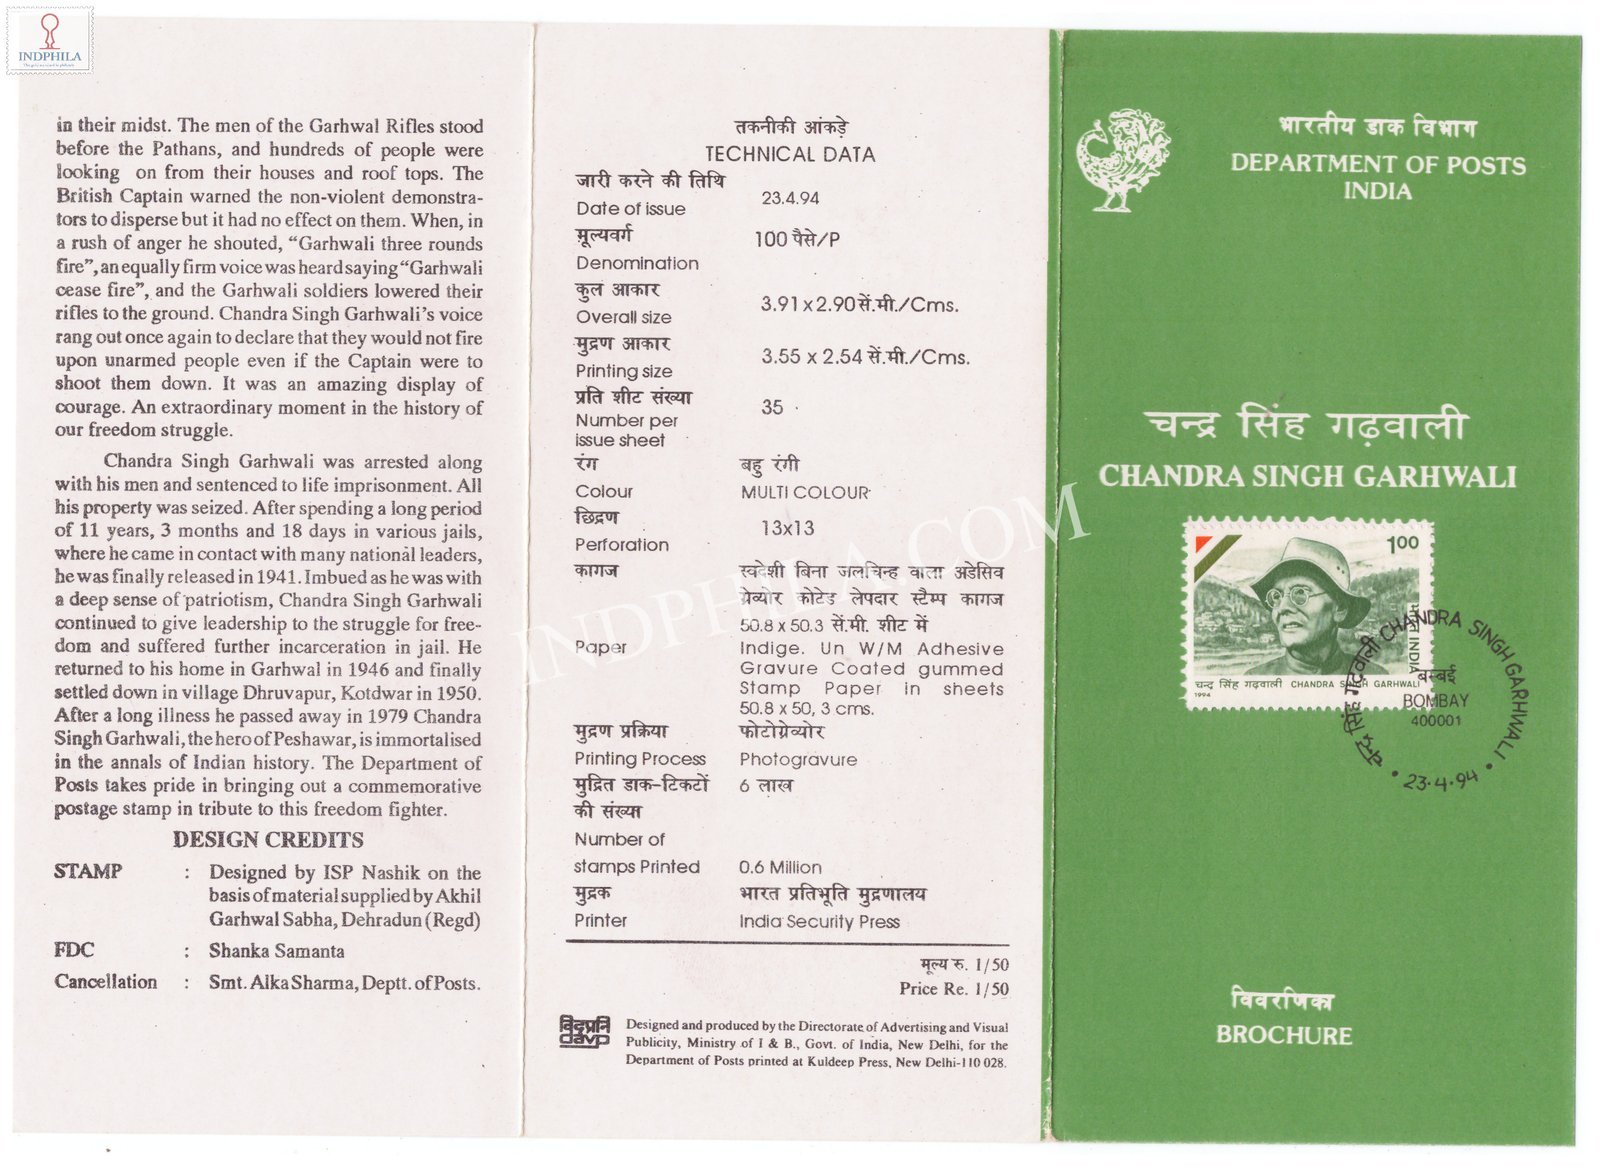 INDPHILA
in their midst. The men of the Garhwal Rifles stood
before the Pathans, and hundreds of people were
looking on from their houses and roof tops. The
British Captain warned the non-violent demonstra-
tors to disperse but it had no effect on them. When, in
a rush of anger he shouted, “Garhwali three rounds
fire”, an equally firm voice was heard saying “Garhwali
cease fire”, and the Garhwali soldiers lowered their
rifles to the ground. Chandra Singh Garhwali's voice
rang out once again to declare that they would not fire
upon unarmed people even if the Captain were to
shoot them down. It was an amazing display of
courage. An extraordinary moment in the history of
our freedom struggle.
Chandra Singh Garhwali was arrested along
with his men and sentenced to life imprisonment. All
his property was seized. After spending a long period
of 11 years, 3 months and 18 days in various jails,
where he came in contact with many national leaders,
he was finally released in 1941. Imbued as he was with
a deep sense of patriotism, Chandra Singh Garhwali
continued to give leadership to the struggle for free-
dom and suffered further incarceration in jail. He
returned to his home in Garhwal in 1946 and finally
settled down in village Dhruvapur, Kotdwar in 1950.
After a long illness he passed away in 1979 Chandra
Singh Garhwali, the hero of Peshawar, is immortalised
in the annals of Indian history. The Department of
Posts takes pride in bringing out a commemorative
postage stamp in tribute to this freedom fighter.
DESIGN CREDITS
STAMP : Designed by ISP Nashik on the
basis of material supplied by Akhil
Garhwal Sabha, Dehradun (Regd)
FDC : Shanka Samanta
Cancellation : Smt. Alka Sharma, Deptt. of Posts.
तकनीकी आंकड़े
TECHNICAL DATA
जारी करने की तिथि
Date of issue 23.4.94
मूल्यवर्ग 100 पैसे/P
Denomination
कुल आकार
Overall size 3.91 x 2.90 सें.मी./Cms.
मुद्रण आकार
Printing size 3.55 x 2.54 सें.मी./Cms.
प्रति शीट संख्या 35
Number per
issue sheet
रंग बहु रंगी
Colour MULTI COLOUR
छिद्रण 13x13
Perforation
कागज स्वदेशी बिना जलचिन्ह वाला अडेसिव
ग्रेव्योर कोटेड लेपदार स्टैम्प कागज
50.8 x 50.3 सें.मी. शीट में
Paper Indige. Un W/M Adhesive
Gravure Coated gummed
Stamp Paper in sheets
50.8 x 50, 3 cms.
मुद्रण प्रक्रिया फोटोग्रेव्योर
Printing Process Photogravure
मुद्रित डाक-टिकटों 6 लाख
की संख्या
Number of
stamps Printed 0.6 Million
मुद्रक भारत प्रतिभूति मुद्रणालय
Printer India Security Press
मूल्य रु. 1/50
Price Re. 1/50
davp
Designed and produced by the Directorate of Advertising and Visual
Publicity, Ministry of I & B., Govt. of India, New Delhi, for the
Department of Posts printed at Kuldeep Press, New Delhi-110 028.
INDPHILA.COM
भारतीय डाक विभाग
DEPARTMENT OF POSTS
INDIA
चन्द्र सिंह गढ़वाली
CHANDRA SINGH GARHWALI
100
भारत INDIA
चन्द्र सिंह गढ़वाली CHANDRA SINGH GARHWALI
1994
चन्द्र सिंह गढ़वाली CHANDRA SINGH GARHWALI
बम्बई
BOMBAY
400001
23.4.94
विवरणिका
BROCHURE